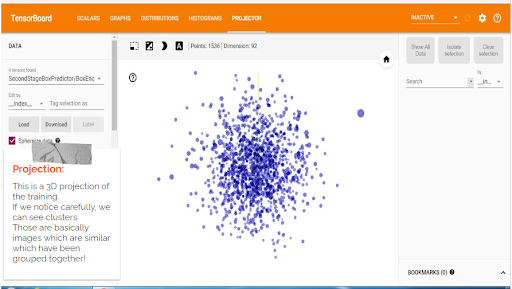 TensorBoard SCALARS GRAPHS DISTRIBUTIONS HISTOGRAMS PROJECTOR INACTIVE
DATA
Points: 1536 Dimension: 92
Show All Data
Isolate selection
Clear selection
4 tensors found
SecondStageBoxPredictor/BoxEnc
Edit by
__index__ Tag selection as
Load Download Label
Spherize data
by
Search __in...
Projection:
This is a 3D projection of
the training.
If we notice carefully, we
can see clusters.
Those are basically
images which are similar
which have been
grouped together!
BOOKMARKS (0)